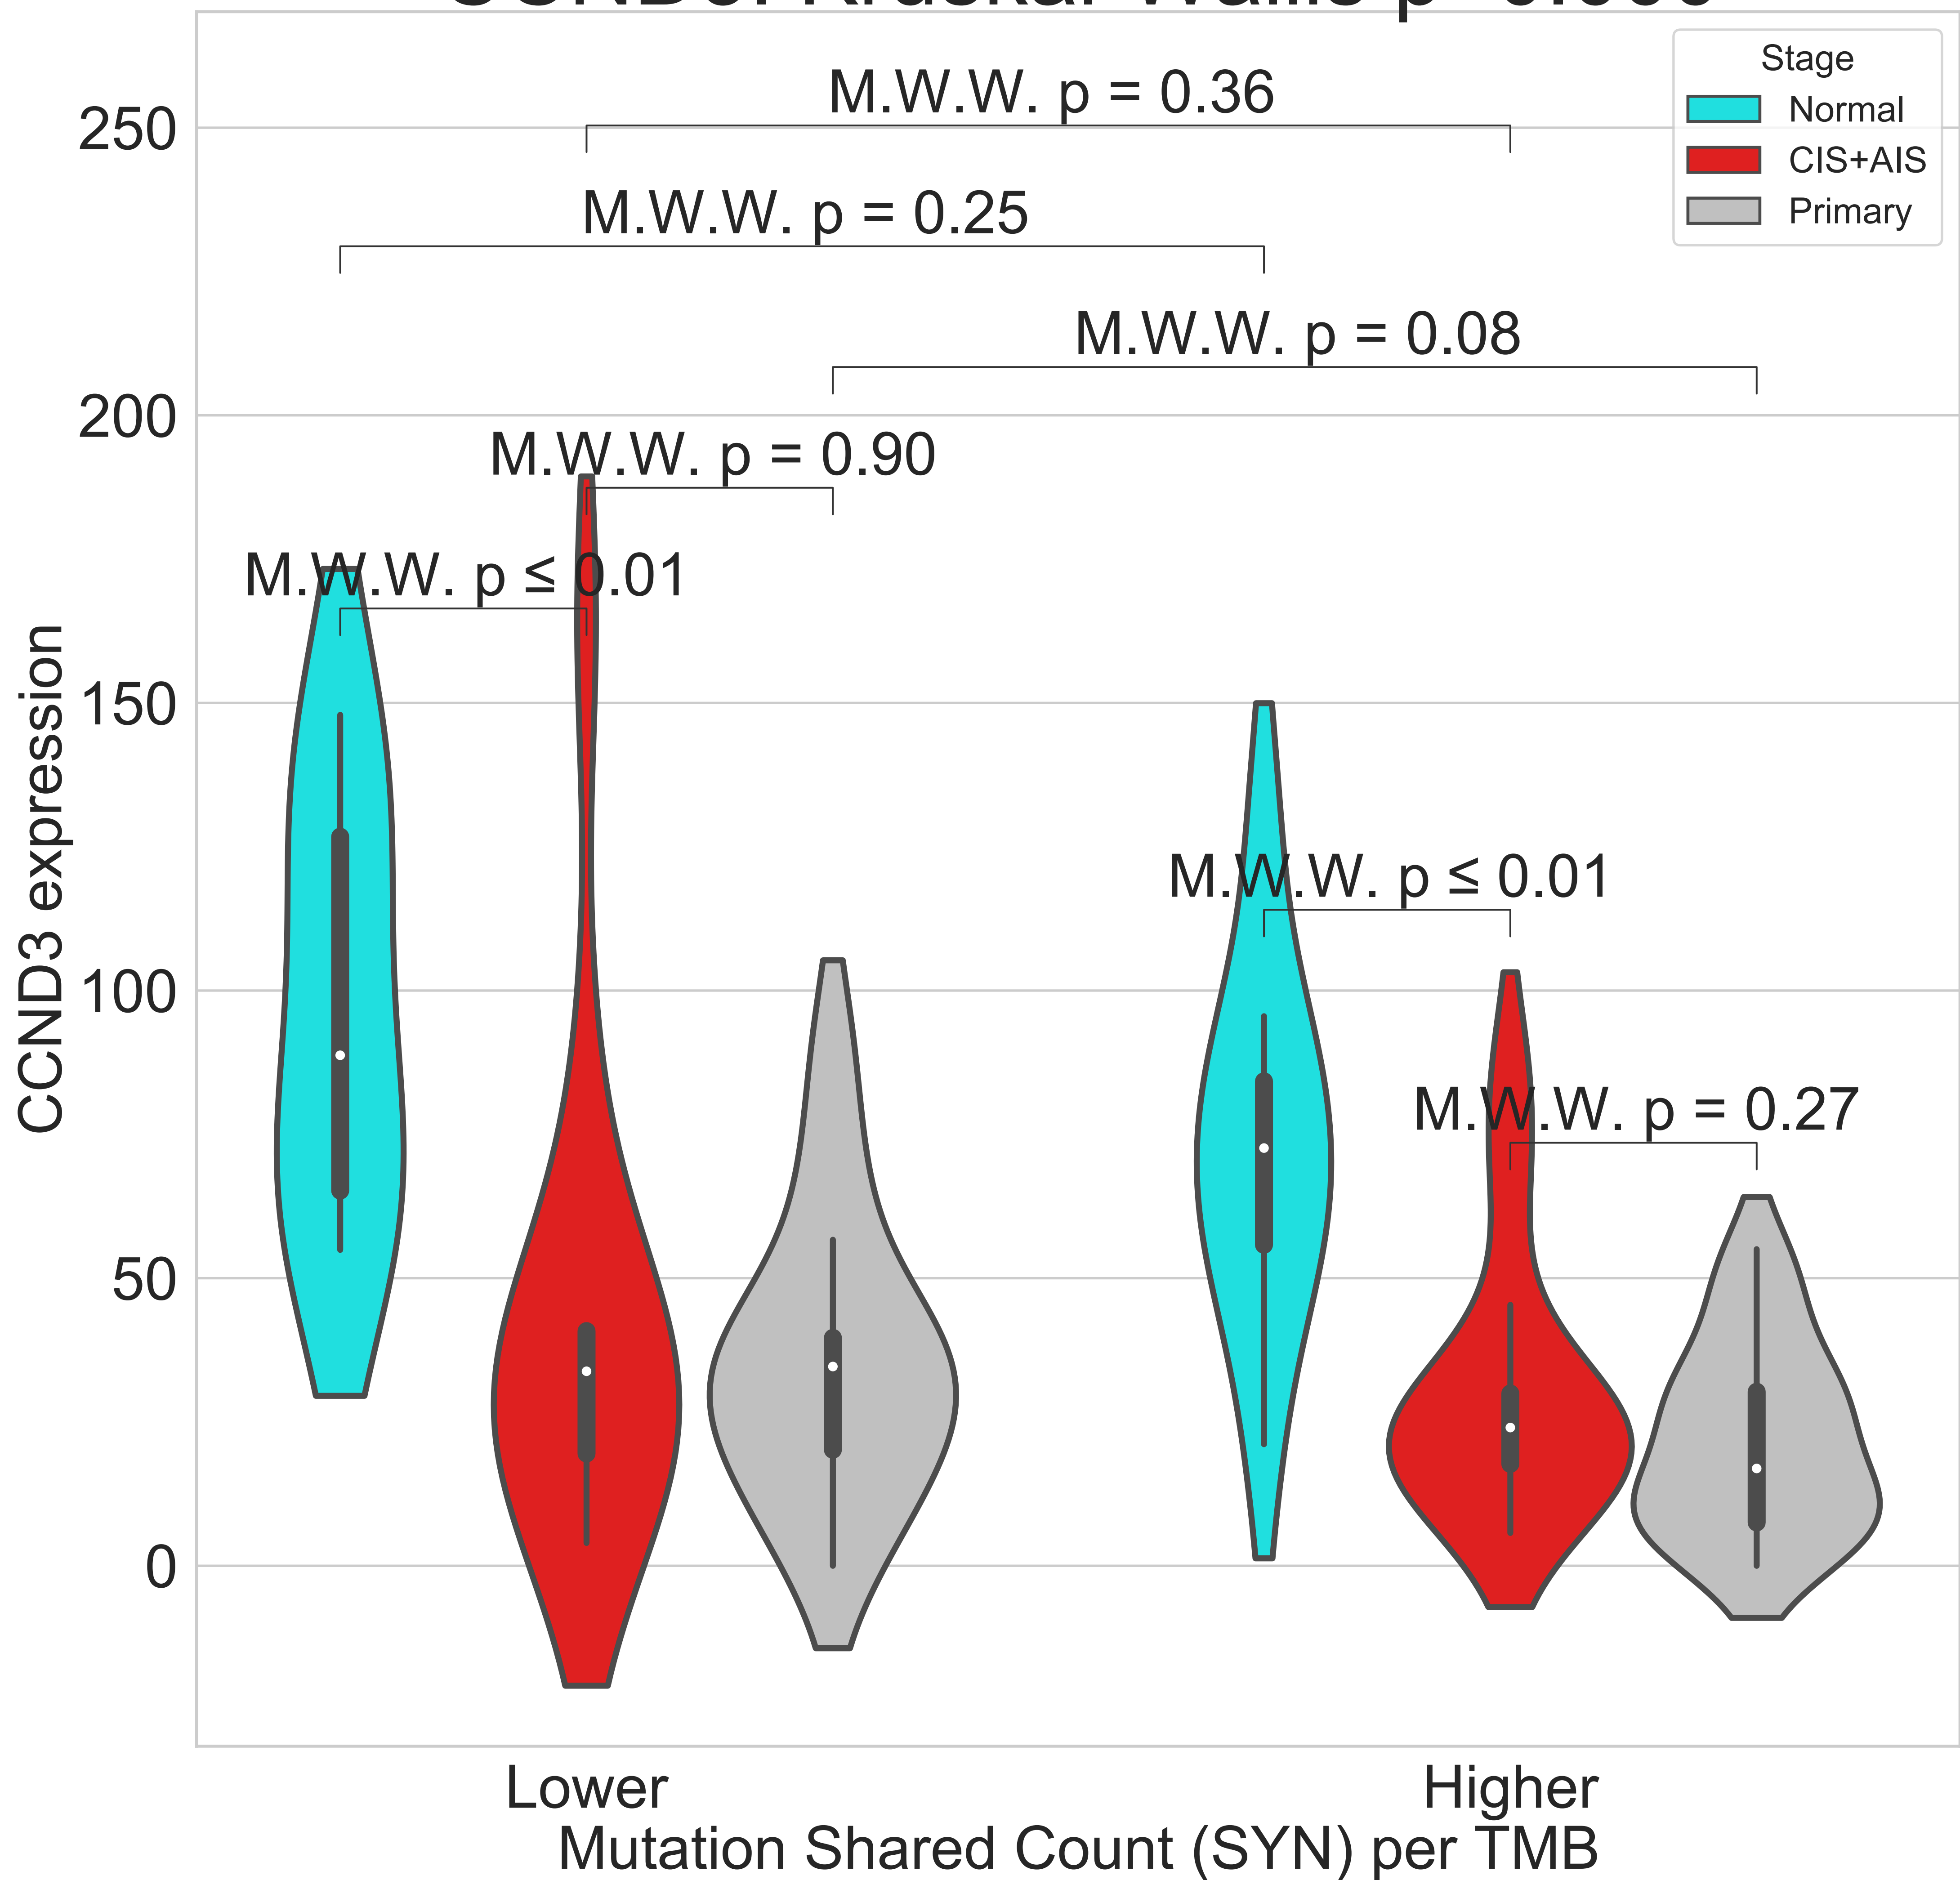 M.W.W. p = 0.36
Stage
Normal
CIS+AIS
Primary
250
M.W.W. p = 0.25
M.W.W. p = 0.08
200
M.W.W. p = 0.90
M.W.W. p ≤ 0.01
150
M.W.W. p ≤ 0.01
100
M.W.W. p = 0.27
50
0
CCND3 expression
Lower
Higher
Mutation Shared Count (SYN) per TMB